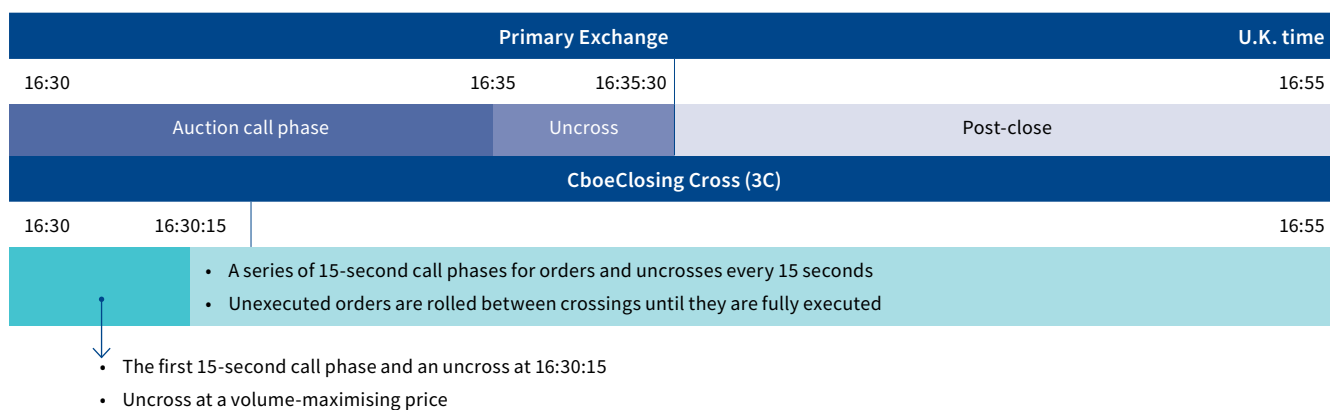 Primary Exchange U.K. time
16:30 16:35 16:35:30 16:55
Auction call phase Uncross Post-close
CboeClosing Cross (3C)
16:30 16:30:15 16:55
• A series of 15-second call phases for orders and uncrosses every 15 seconds
• Unexecuted orders are rolled between crossings until they are fully executed
• The first 15-second call phase and an uncross at 16:30:15
• Uncross at a volume-maximising price